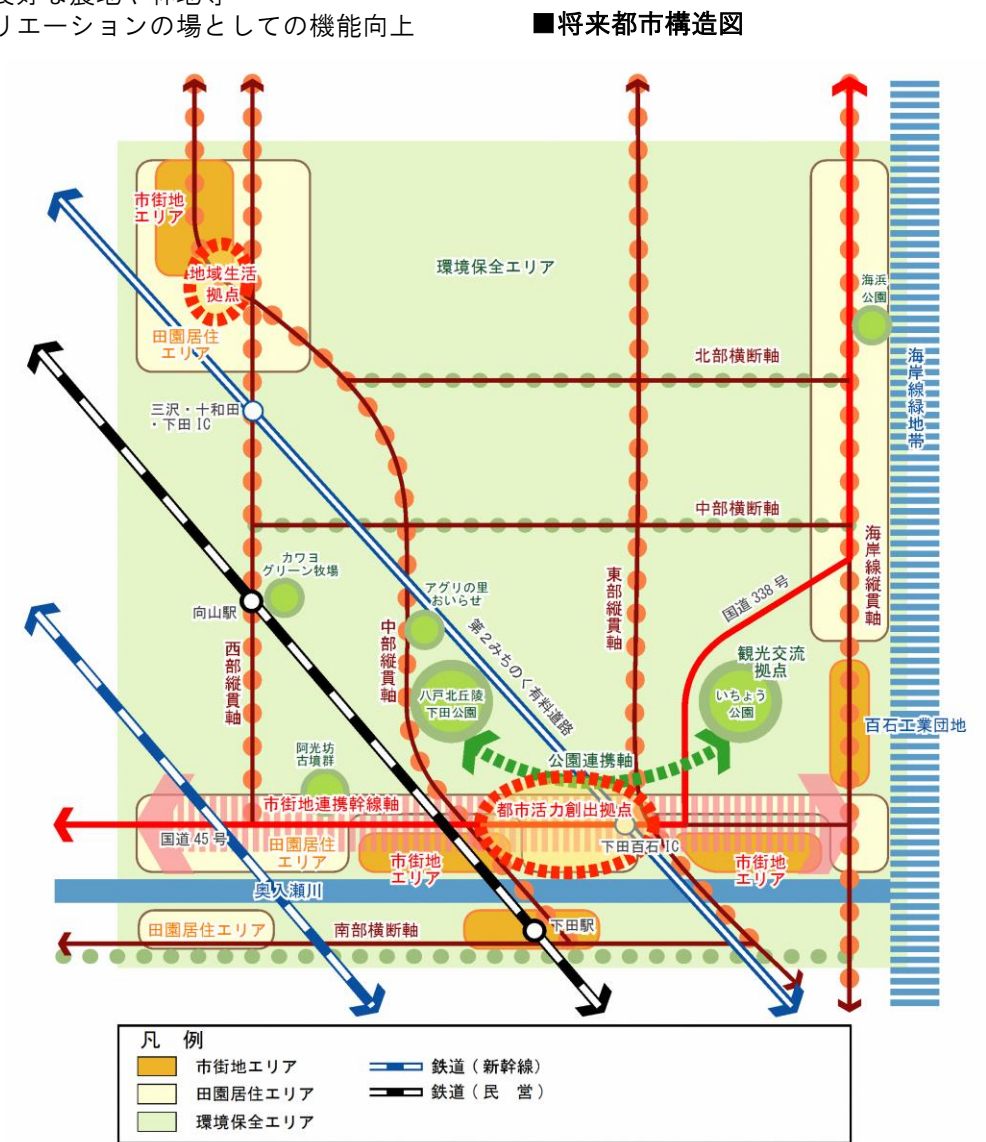 リエーションの場としての機能向上
■将来都市構造図
市街地
エリア
地域生活
拠点
田園居住
エリア
環境保全エリア
海浜
公園
北部横断軸
海岸線緑地帯
三沢・十和田
・下田 IC
中部横断軸
海岸線縦貫軸
カワヨ
グリーン牧場
向山駅
アグリの里
おいらせ
東部縦貫軸
国道 338 号
西部縦貫軸
中部縦貫軸
第2みちのく有料道路
観光交流
拠点
八戸北丘陵
下田公園
いちょう
公園
百石工業団地
阿光坊
古墳群
公園連携軸
市街地連携幹線軸
都市活力創出拠点
国道 45 号
田園居住
エリア
市街地
エリア
下田百石 IC
市街地
エリア
奥入瀬川
田園居住エリア
南部横断軸
下田駅
凡 例
市街地エリア
鉄道（新幹線）
田園居住エリア
鉄道（民 営）
環境保全エリア